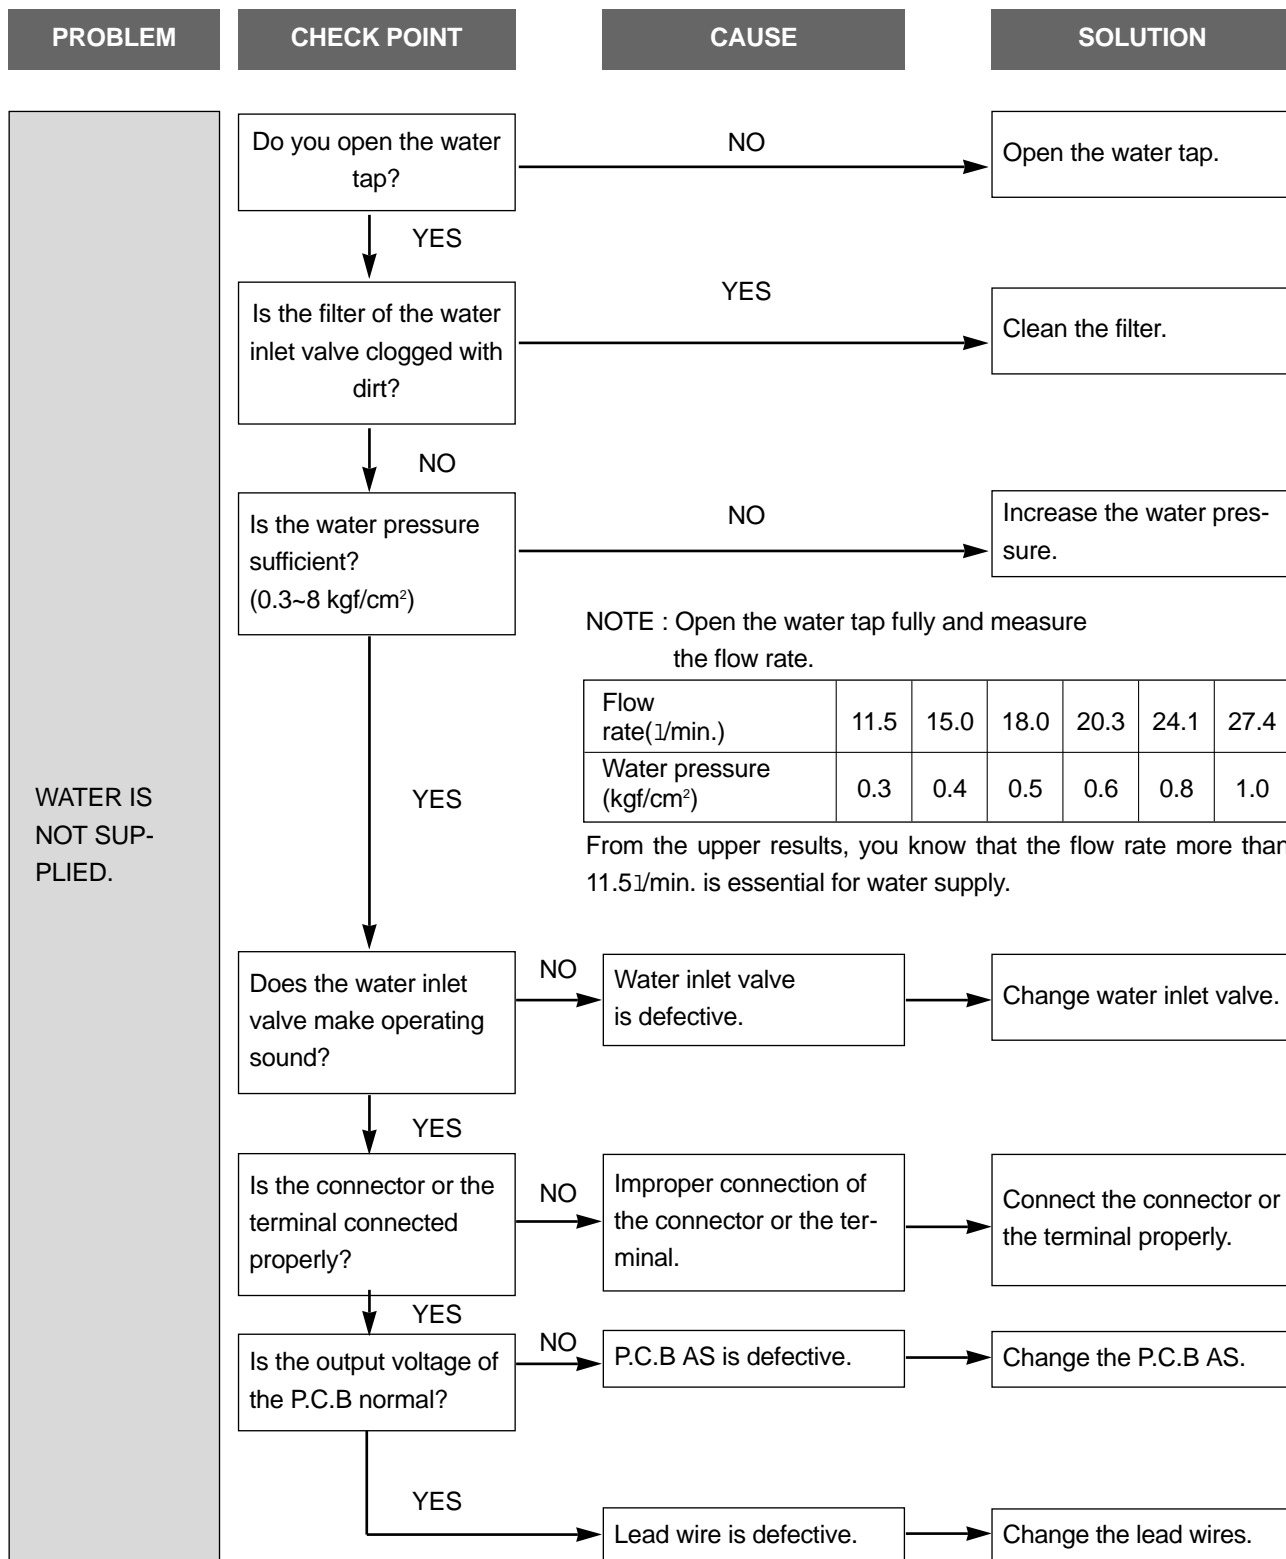 PROBLEM
CHECK POINT
CAUSE
SOLUTION
WATER IS
NOT SUP-
PLIED.
Do you open the water
tap?
NO
Open the water tap.
YES
Is the filter of the water
inlet valve clogged with
dirt?
YES
Clean the filter.
NO
Is the water pressure
sufficient?
(0.3~8 kgf/cm²)
NO
Increase the water pres-
sure.
NOTE : Open the water tap fully and measure
the flow rate.
Flow
rate(l/min.)
11.5 15.0 18.0 20.3 24.1 27.4
Water pressure
(kgf/cm²)
0.3 0.4 0.5 0.6 0.8 1.0
From the upper results, you know that the flow rate more than
11.5l/min. is essential for water supply.
YES
Does the water inlet
valve make operating
sound?
NO
Water inlet valve
is defective.
Change water inlet valve.
YES
Is the connector or the
terminal connected
properly?
NO
Improper connection of
the connector or the ter-
minal.
Connect the connector or
the terminal properly.
YES
Is the output voltage of
the P.C.B normal?
NO
P.C.B AS is defective.
Change the P.C.B AS.
YES
Lead wire is defective.
Change the lead wires.